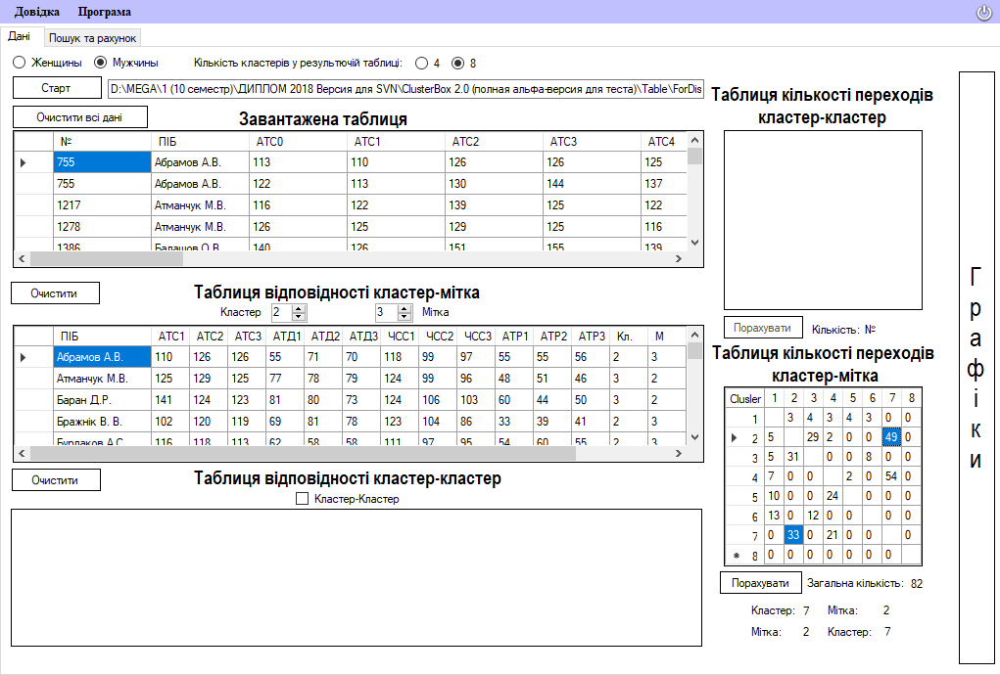 Довідка Програма
Дані Пошук та рахунок
Женщины Мужчины Кількість кластерів у результуючій таблиці: 4 8
Старт D:\MEGA\1 (10 семестр)\ДИПЛОМ 2018 Версия для SVN\ClusterBox 2.0 (полная альфа-версия для теста)\Table\ForDis
Очистити всі дані Завантажена таблиця
№ ПІБ АТС0 АТС1 АТС2 АТС3 АТС4
755 Абрамов А.В. 113 110 126 126 125
755 Абрамов А.В. 122 113 130 144 137
1217 Атманчук М.В. 116 122 139 125 122
1278 Атманчук М.В. 126 125 129 125 116
1386 Балашов О.В. 140 126 151 155 139
Очистити Таблиця відповідності кластер-мітка
Кластер 2 3 Мітка
ПІБ АТС1 АТС2 АТС3 АТД1 АТД2 АТД3 ЧСС1 ЧСС2 ЧСС3 АТР1 АТР2 АТР3 Кл. М
Абрамов А.В. 110 126 126 55 71 70 118 99 97 55 55 56 2 3
Атманчук М.В. 125 129 125 77 78 79 124 99 96 48 51 46 3 2
Баран Д.Р. 141 124 123 81 80 73 124 106 103 60 44 50 3 2
Бражнік В. В. 102 120 119 69 81 78 123 104 86 33 39 41 2 3
Бурлаков А.С. 116 118 113 62 58 58 111 97 95 54 60 55 2 3
Очистити Таблиця відповідності кластер-кластер
Кластер-Кластер
Таблиця кількості переходів
кластер-кластер
Порахувати Кількість: №
Таблиця кількості переходів
кластер-мітка
Clusler 1 2 3 4 5 6 7 8
1 3 4 3 4 3 0 0
2 5 29 2 0 0 49 0
3 5 31 0 0 8 0 0
4 7 0 0 2 0 54 0
5 10 0 0 24 0 0 0
6 13 0 12 0 0 0 0
7 0 33 0 21 0 0 0
8 0 0 0 0 0 0 0
Порахувати Загальна кількість: 82
Кластер: 7 Мітка: 2
Мітка: 2 Кластер: 7
Г
р
а
ф
і
к
и